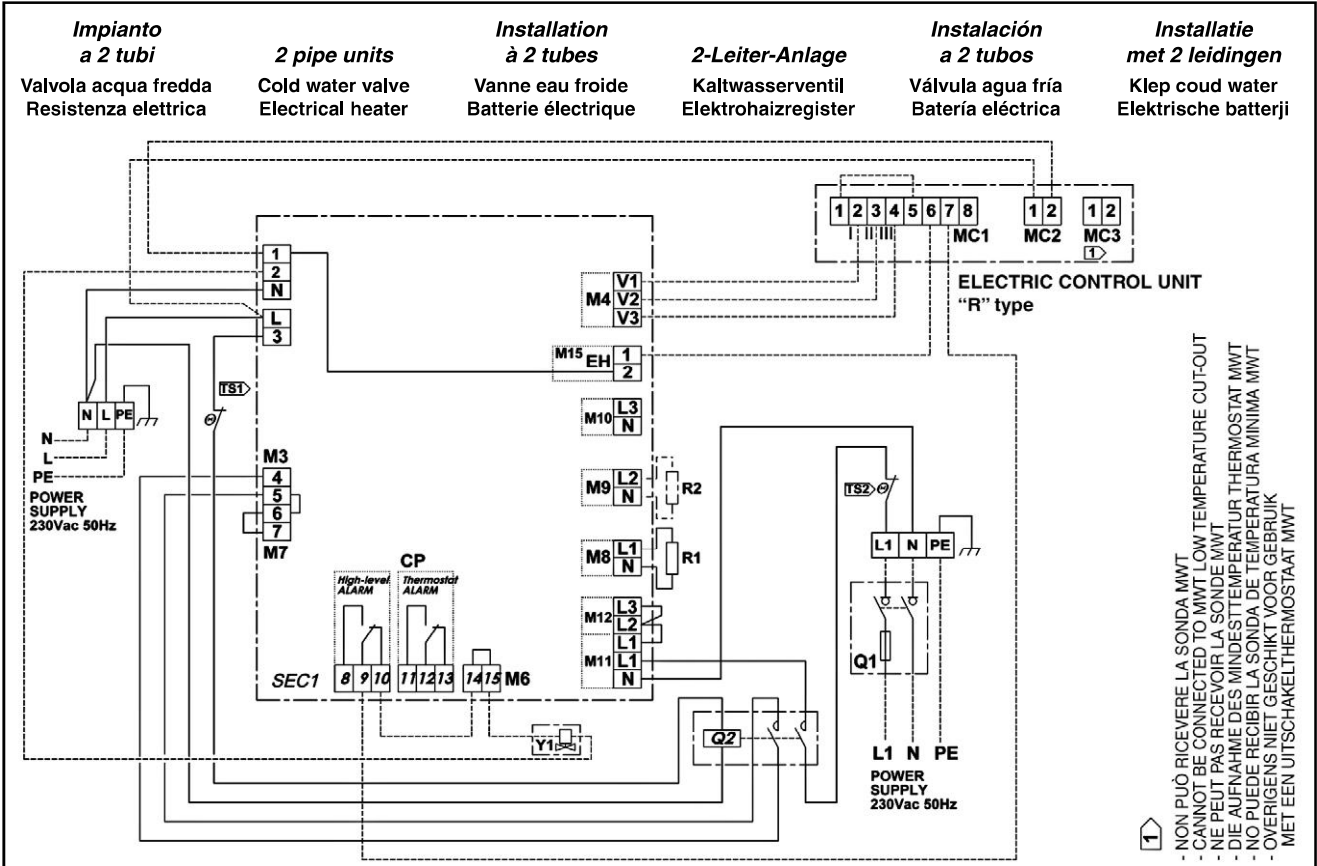 Impianto
a 2 tubi
Valvola acqua fredda
Resistenza elettrica
2 pipe units
Cold water valve
Electrical heater
Installation
à 2 tubes
Vanne eau froide
Batterie électrique
2-Leiter-Anlage
Kaltwasserventil
Elektrohaizregister
Instalación
a 2 tubos
Válvula agua fría
Batería eléctrica
Installatie
met 2 leidingen
Klep coud water
Elektrische batterji
1 2 3 4 5 6 7 8
I II III
MC1
1 2
MC2
1 2
MC3
1
ELECTRIC CONTROL UNIT
“R” type
1
2
N
L
3
TS1
N L PE
N
L
PE
POWER
SUPPLY
230Vac 50Hz
M3
4
5
6
7
M7
M4
V1
V2
V3
M15
EH
1
2
M10
L3
N
M9
L2
N
R2
M8
L1
N
R1
M12
L3
L2
L1
M11
L1
N
CP
High-level
ALARM
Thermostat
ALARM
SEC1
8 9 10
11 12 13
14 15
M6
Y1
Q2
TS2
L1 N PE
Q1
L1 N PE
POWER
SUPPLY
230Vac 50Hz
1
- NON PUÒ RICEVERE LA SONDA MWT
- CANNOT BE CONNECTED TO MWT LOW TEMPERATURE CUT-OUT
- NE PEUT PAS RECEVOIR LA SONDE MWT
- DIE AUFNAHME DES MINDESTTEMPERATUR THERMOSTAT MWT
- NO PUEDE RECIBIR LA SONDA DE TEMPERATURA MINIMA MWT
- OVERIGENS NIET GESCHIKT VOOR GEBRUIK
MET EEN UITSCHAKELTHERMOSTAAT MWT